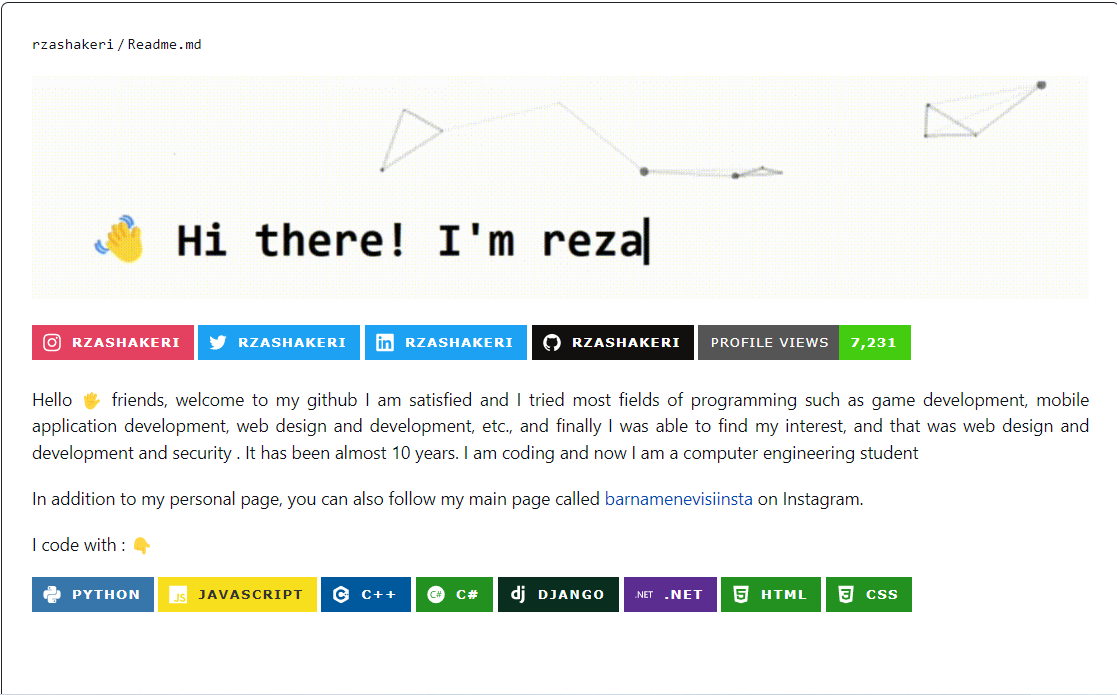 rzashakeri / Readme.md
👋 Hi there! I'm reza
RZASHAKERI RZASHAKERI RZASHAKERI RZASHAKERI PROFILE VIEWS 7,231
Hello 👋 friends, welcome to my github I am satisfied and I tried most fields of programming such as game development, mobile
application development, web design and development, etc., and finally I was able to find my interest, and that was web design and
development and security . It has been almost 10 years. I am coding and now I am a computer engineering student
In addition to my personal page, you can also follow my main page called barnamenevisiinsta on Instagram.
I code with : 👇
PYTHON JS JAVASCRIPT C++ C# C# dj DJANGO .NET .NET HTML CSS